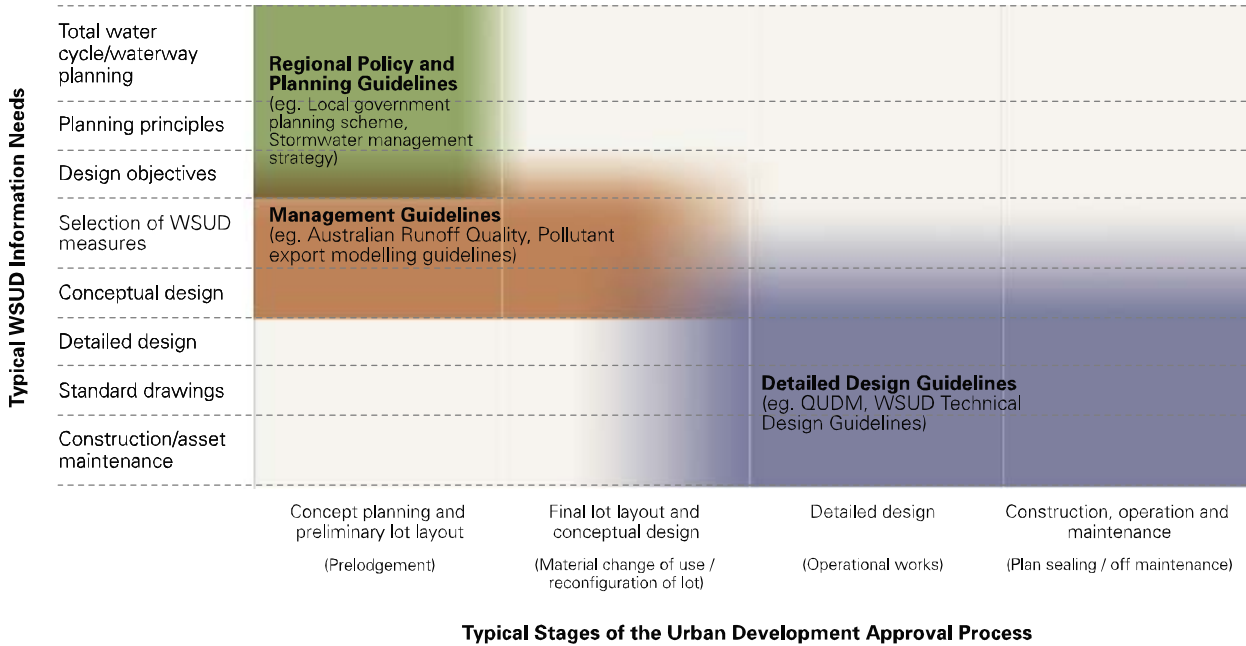 Typical WSUD Information Needs
Total water
cycle/waterway
planning
Planning principles
Design objectives
Selection of WSUD
measures
Conceptual design
Detailed design
Standard drawings
Construction/asset
maintenance
Regional Policy and
Planning Guidelines
(eg. Local government
planning scheme,
Stormwater management
strategy)
Management Guidelines
(eg. Australian Runoff Quality, Pollutant
export modelling guidelines)
Detailed Design Guidelines
(eg. QUDM, WSUD Technical
Design Guidelines)
Concept planning and
preliminary lot layout
(Prelodgement)
Final lot layout and
conceptual design
(Material change of use /
reconfiguration of lot)
Detailed design
(Operational works)
Construction, operation and
maintenance
(Plan sealing / off maintenance)
Typical Stages of the Urban Development Approval Process